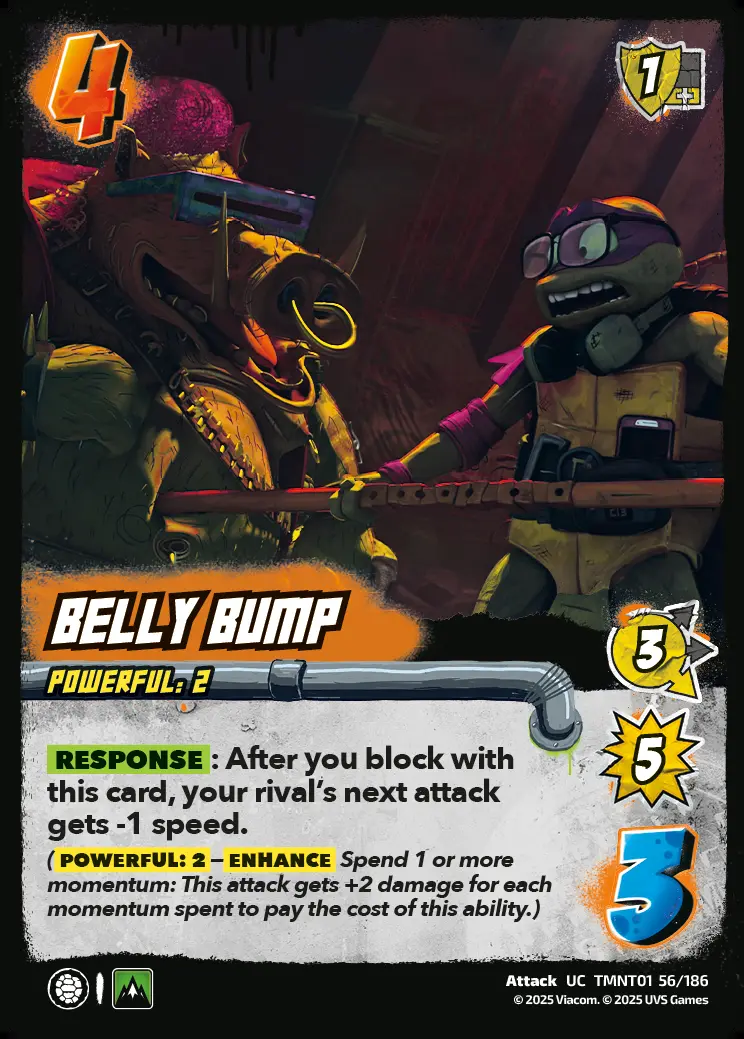 4
1
BELLY BUMP
POWERFUL: 2
3
5
RESPONSE: After you block with
this card, your rival's next attack
gets -1 speed.
(POWERFUL: 2 – ENHANCE Spend 1 or more
momentum: This attack gets +2 damage for each
momentum spent to pay the cost of this ability.)
3
Attack UC TMNT01 56/186
© 2025 Viacom. © 2025 UVS Games